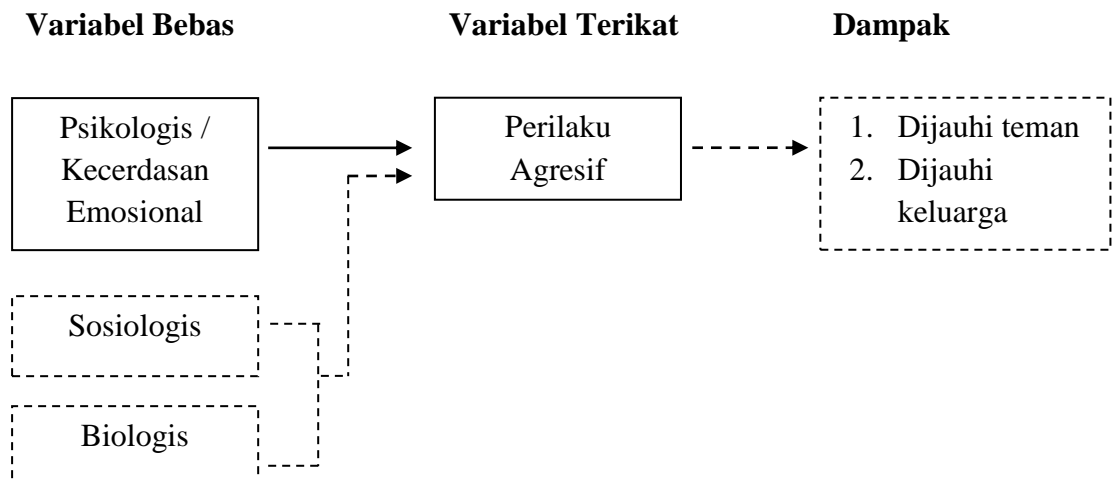 Variabel Bebas
Variabel Terikat
Dampak
Psikologis /
Kecerdasan
Emosional
Perilaku
Agresif
1. Dijauhi teman
2. Dijauhi
keluarga
Sosiologis
Biologis